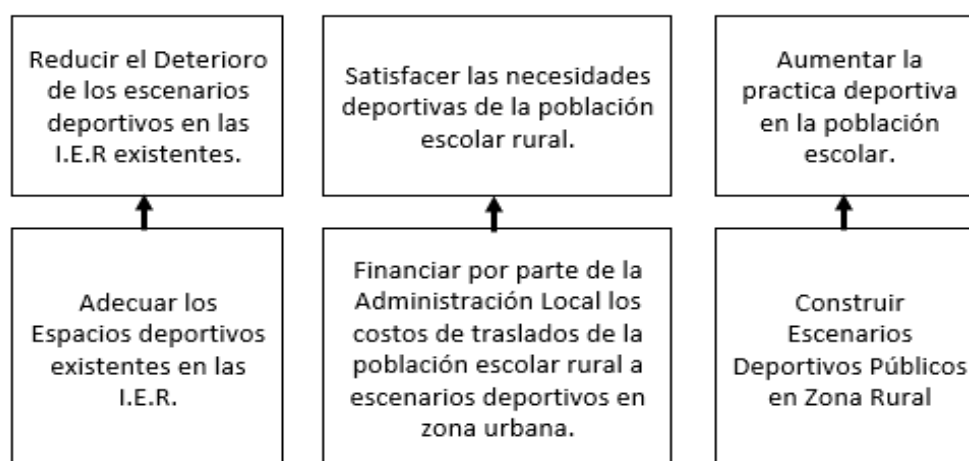 Reducir el Deterioro
de los escenarios
deportivos en las
I.E.R existentes.
Satisfacer las necesidades
deportivas de la población
escolar rural.
Aumentar la
practica deportiva
en la población
escolar.
Adecuar los
Espacios deportivos
existentes en las
I.E.R.
Financiar por parte de la
Administración Local los
costos de traslados de la
población escolar rural a
escenarios deportivos en
zona urbana.
Construir
Escenarios
Deportivos Públicos
en Zona Rural